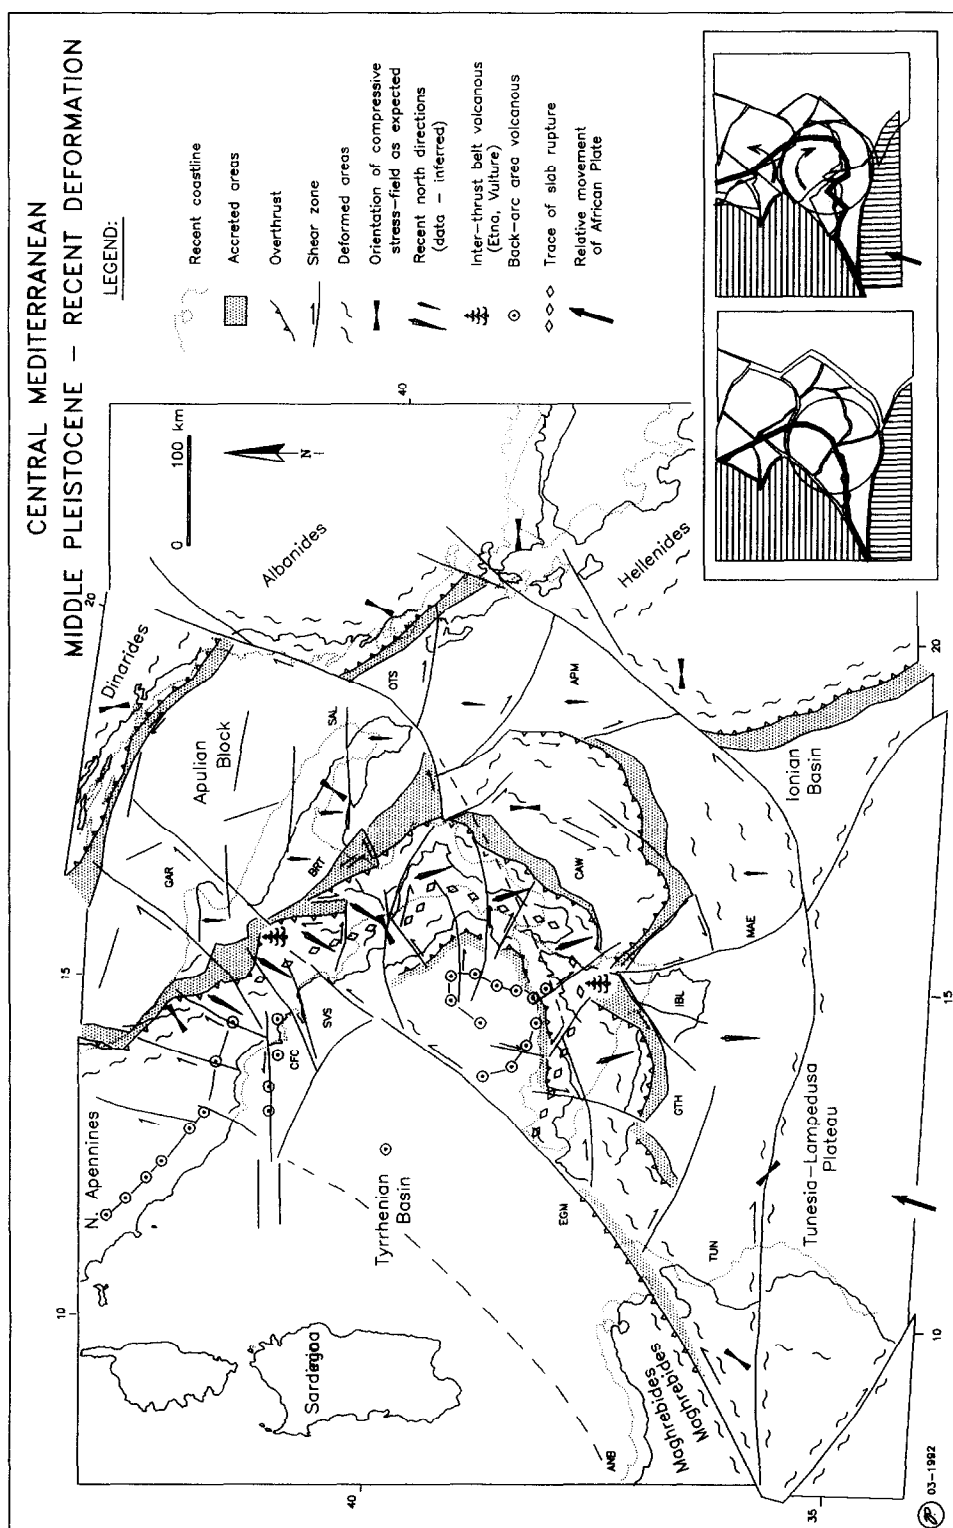 CENTRAL MEDITERRANEAN
MIDDLE PLEISTOCENE – RECENT DEFORMATION
LEGEND:
Recent coastline
Accreted areas
Overthrust
Shear zone
Deformed areas
Orientation of compressive
stress–field as expected
Recent north directions
(data – inferred)
Inter–thrust belt volcanous
(Etna, Vulture)
Back–arc area volcanous
Trace of slab rupture
Relative movement
of African Plate
0 100 km
N
40
20
Albanides
Dinarides
Hellenides
Apulian
Block
SAL
OTS
APM
GAR
BRT
CAW
Ionian
Basin
20
15
N. Apennines
CFC
SVS
IBL
MAE
15
GTH
Tyrrhenian
Basin
EGM
TUN
Tunesia–Lampedusa
Plateau
10
10
ANB
Maghrebides
Maghrebides
40
35
03–1992